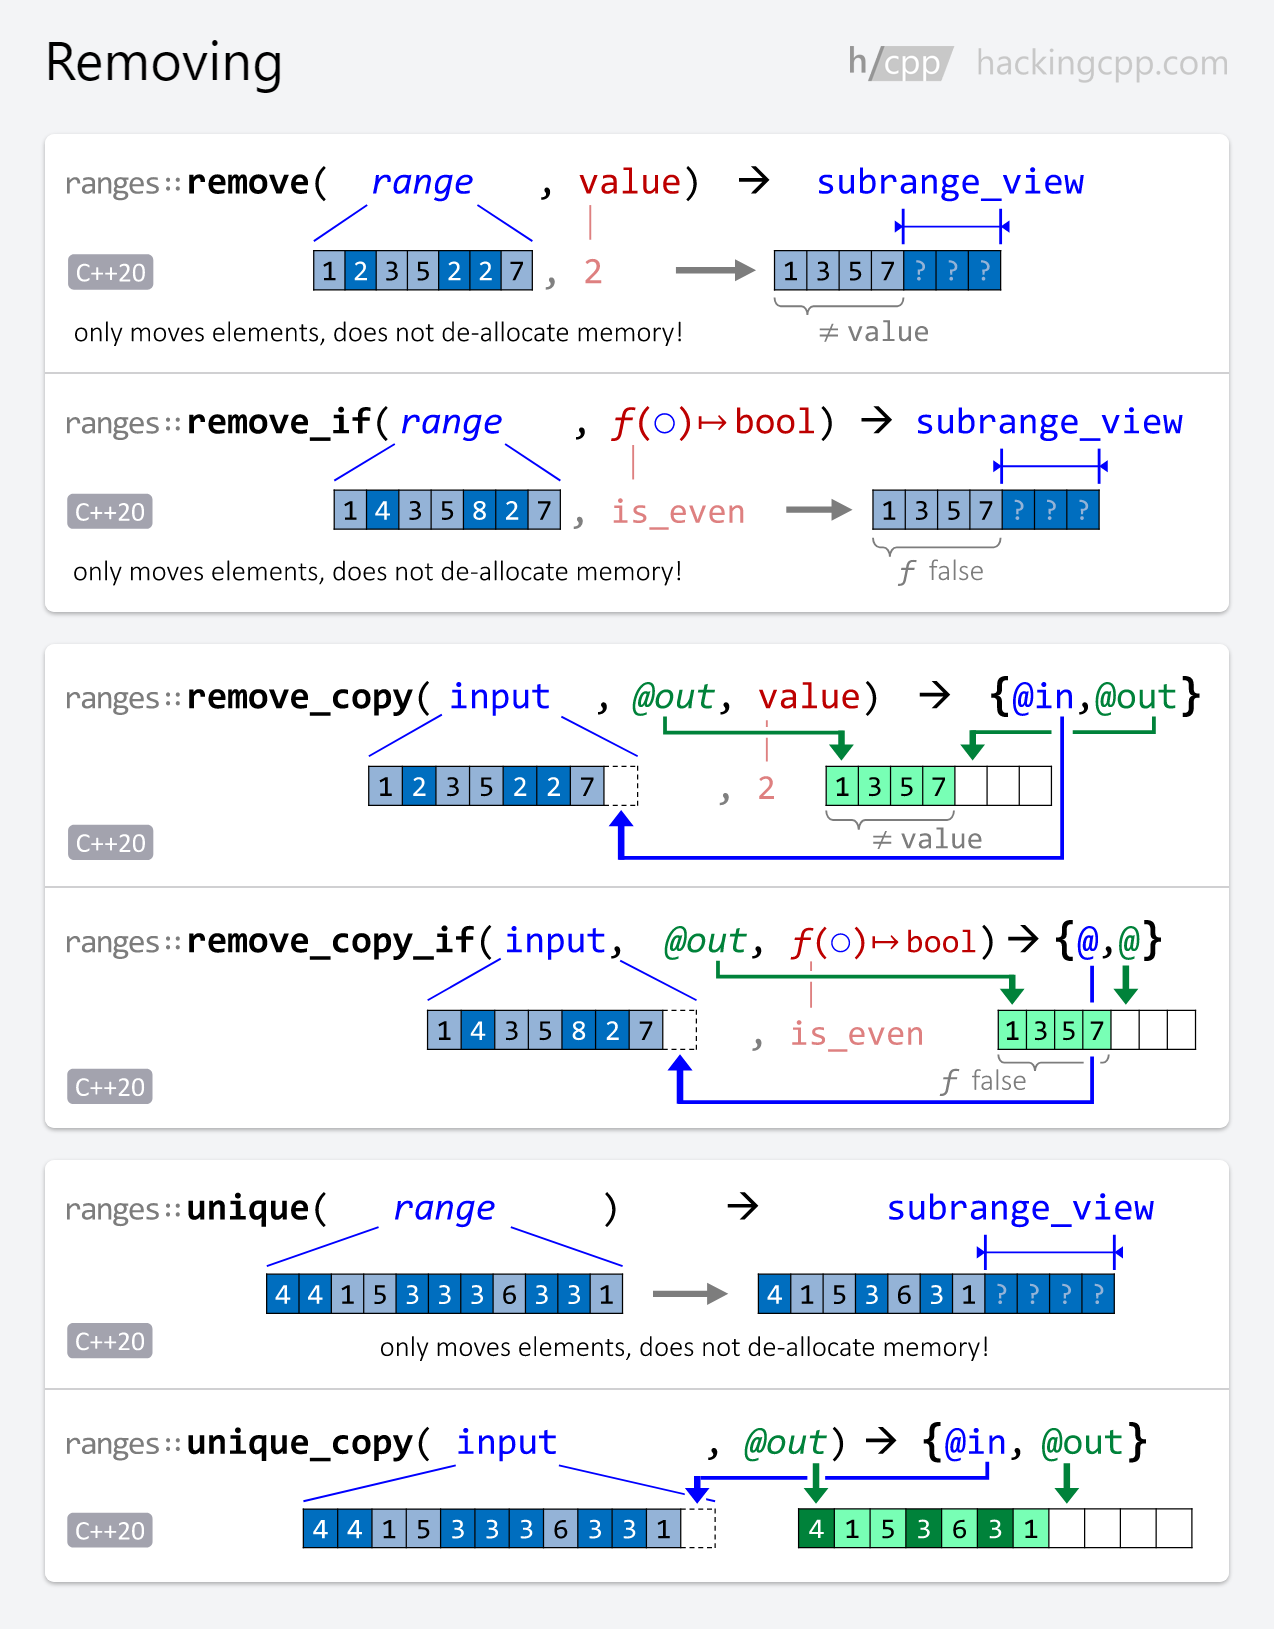 Removing
h/cpp hackingcpp.com
ranges::remove( range , value) → subrange_view
C++20
1 2 3 5 2 2 7 , 2 1 3 5 7 ? ? ?
≠ value
only moves elements, does not de-allocate memory!
ranges::remove_if( range , f(○)↦bool) → subrange_view
C++20
1 4 3 5 8 2 7 , is_even 1 3 5 7 ? ? ?
f false
only moves elements, does not de-allocate memory!
ranges::remove_copy( input , @out, value) → {@in,@out}
1 2 3 5 2 2 7 , 2 1 3 5 7
≠ value
C++20
ranges::remove_copy_if( input, @out, f(○)↦bool) → {@,@}
1 4 3 5 8 2 7 , is_even 1 3 5 7
f false
C++20
ranges::unique( range ) → subrange_view
4 4 1 5 3 3 3 6 3 3 1 4 1 5 3 6 3 1 ? ? ? ?
C++20
only moves elements, does not de-allocate memory!
ranges::unique_copy( input , @out) → {@in, @out}
C++20
4 4 1 5 3 3 3 6 3 3 1 4 1 5 3 6 3 1